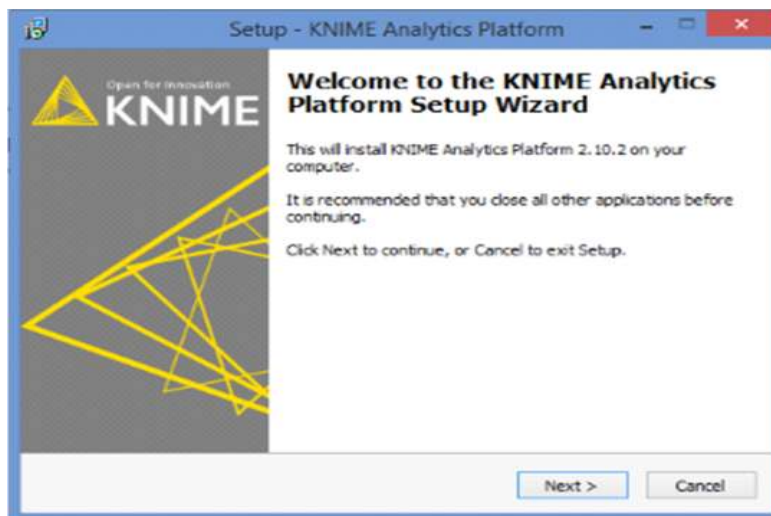 Setup - KNIME Analytics Platform
Open for Innovation
KNIME
Welcome to the KNIME Analytics
Platform Setup Wizard
This will install KNIME Analytics Platform 2.10.2 on your
computer.
It is recommended that you close all other applications before
continuing.
Click Next to continue, or Cancel to exit Setup.
Next >
Cancel